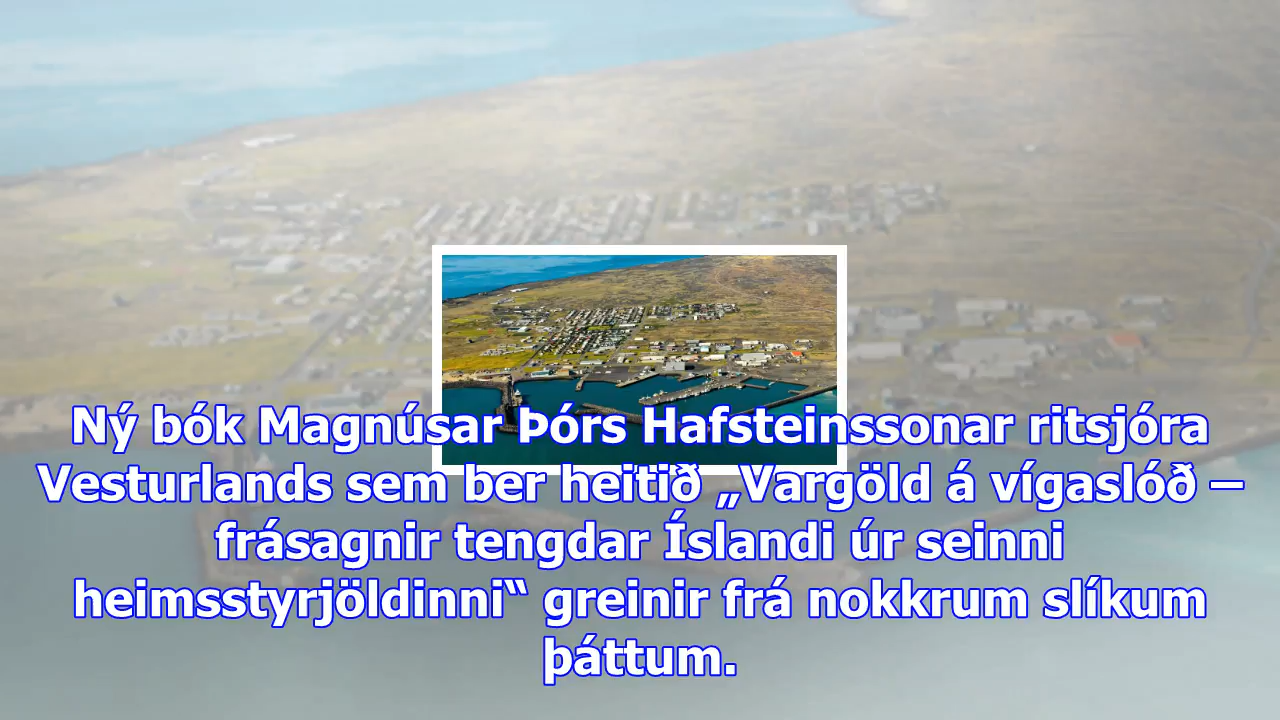 Ný bók Magnúsar Þórs Hafsteinssonar ritsjóra
Vesturlands sem ber heitið „Vargöld á vígaslóð –
frásagnir tengdar Íslandi úr seinni
heimsstyrjöldinni“ greinir frá nokkrum slíkum
þáttum.